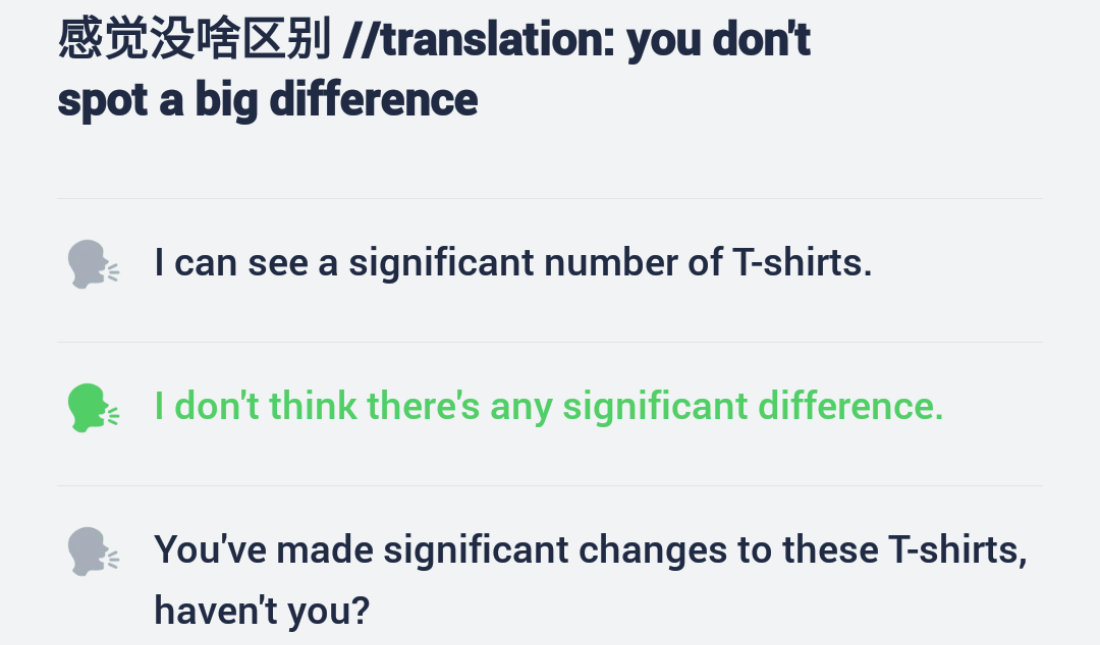 感觉没啥区别 //translation: you don't
spot a big difference
I can see a significant number of T-shirts.
I don't think there's any significant difference.
You've made significant changes to these T-shirts,
haven't you?